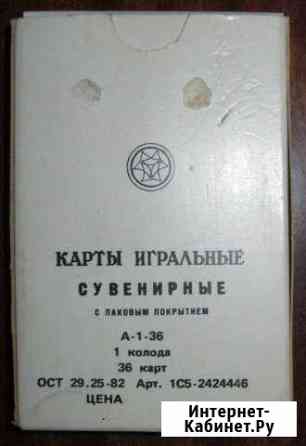 КАРТЫ ИГРАЛЬНЫЕ
СУВЕНИРНЫЕ
С ЛАКОВЫМ ПОКРЫТИЕМ
А-1-36
1 колода
36 карт
ОСТ 29.25-82 Арт. 1С5-2424446
ЦЕНА
Интернет-
Кабинет.Ру